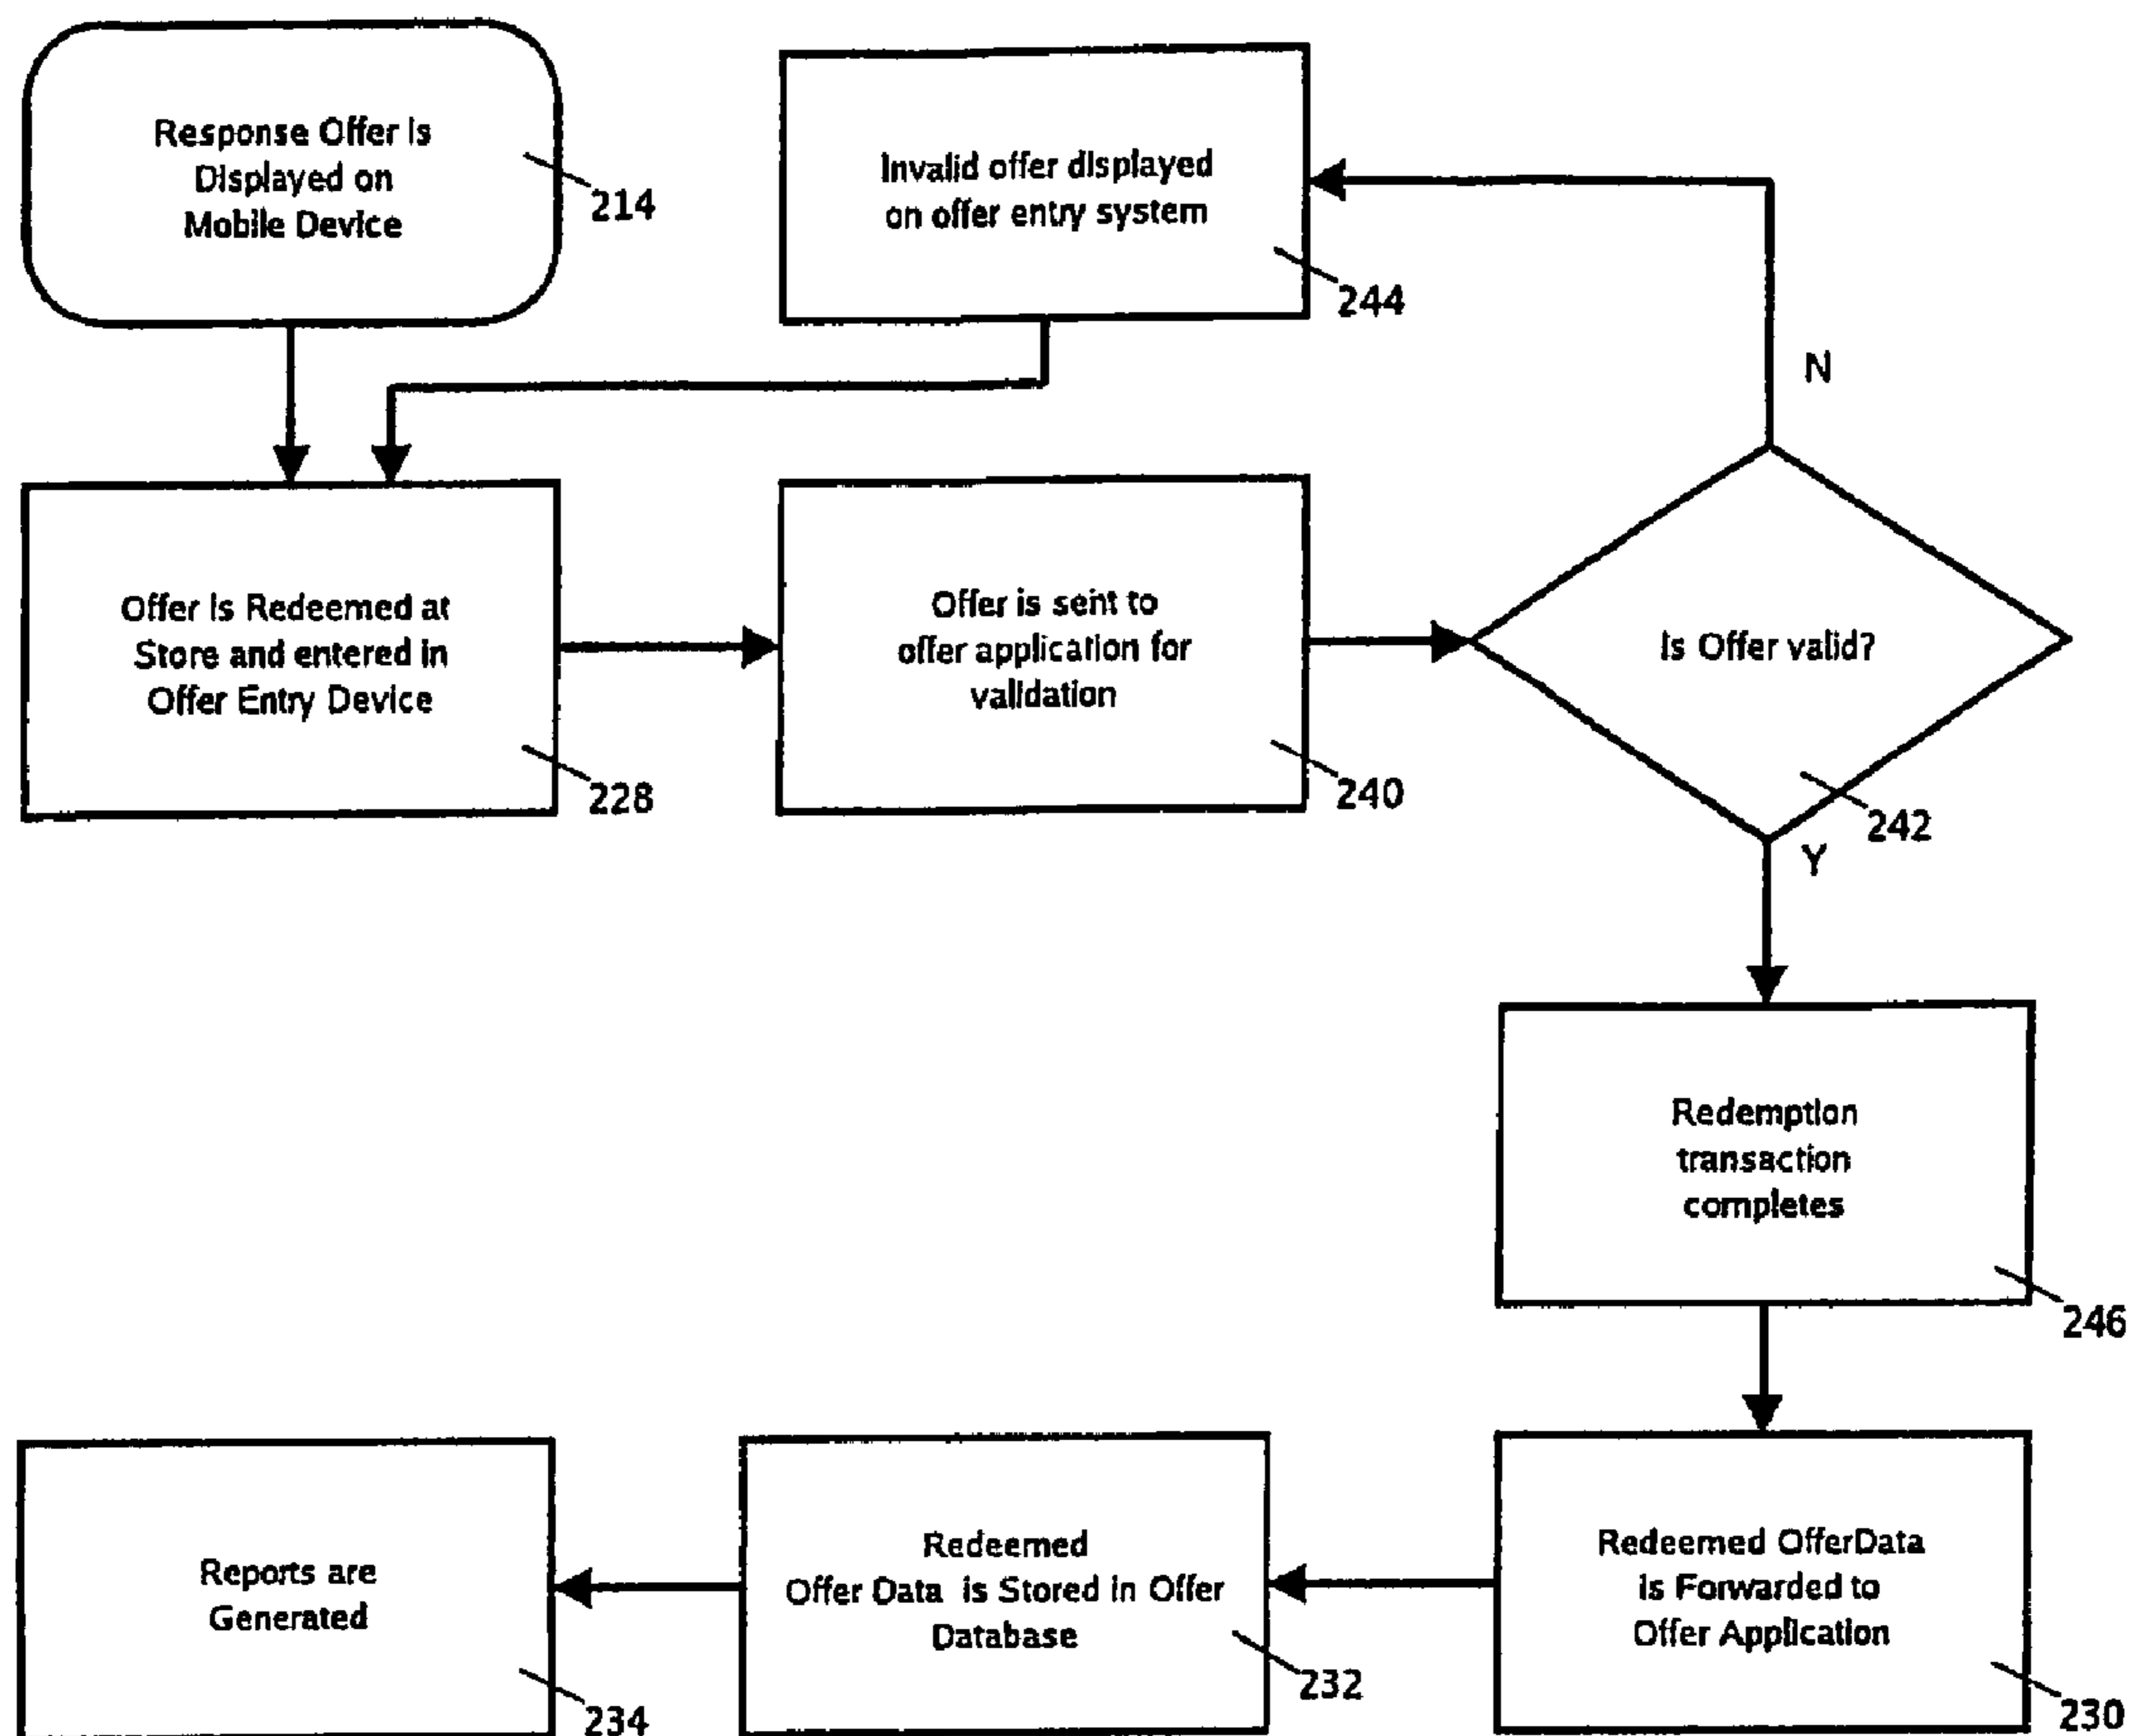 Response Offer is
Displayed on
Mobile Device
214
Invalid offer displayed
on offer entry system
244
N
Offer is Redeemed at
Store and entered in
Offer Entry Device
228
Offer is sent to
offer application for
validation
240
Is Offer valid?
242
Y
Redemption
transaction
completes
246
Reports are
Generated
234
Redeemed
Offer Data is Stored in Offer
Database
232
Redeemed OfferData
is Forwarded to
Offer Application
230